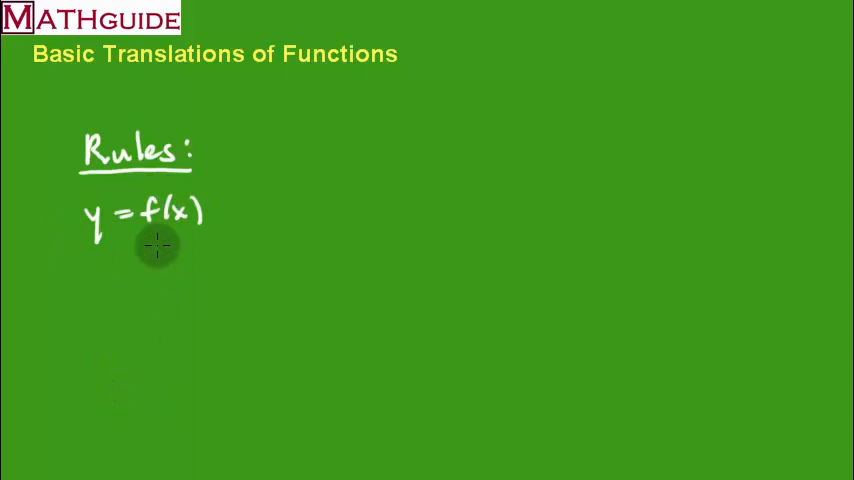 MATHGUIDE
Basic Translations of Functions
Rules:
y = f(x)